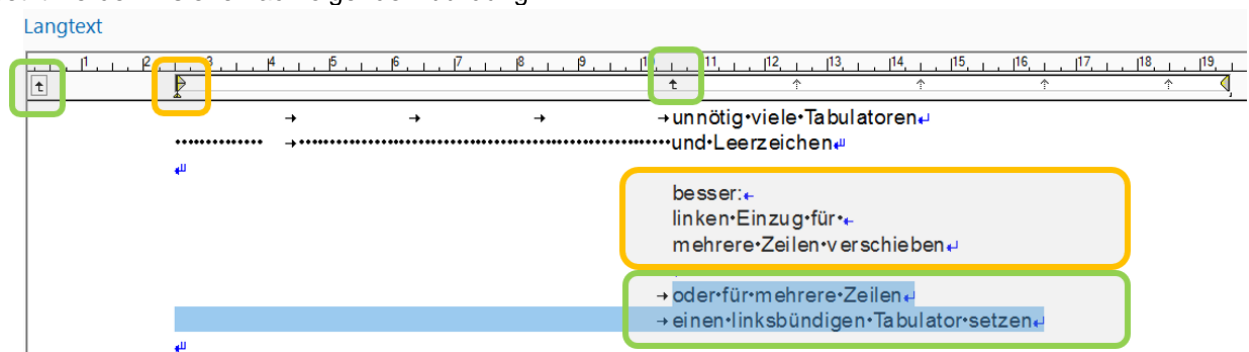 Langtext
1 2 3 4 5 6 7 8 9 10 11 12 13 14 15 16 17 18 19
→ → → → unnötig·viele·Tabulatoren↵
·············· → ····························································und·Leerzeichen↵
↵
besser:←
linken·Einzug·für·←
mehrere·Zeilen·verschieben↵
→ oder·für·mehrere·Zeilen↵
→ einen·linksbündigen·Tabulator·setzen↵
↵